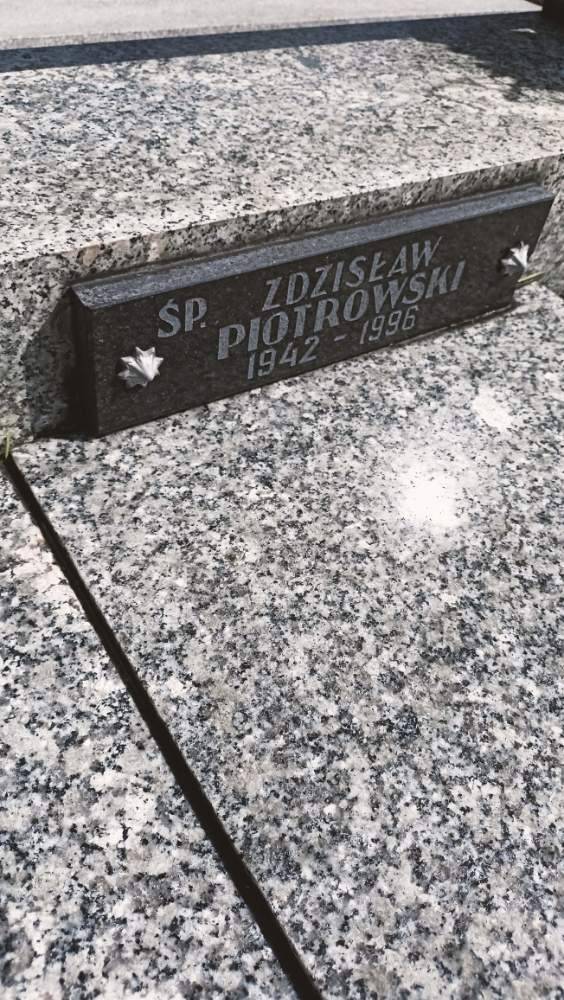 ŚP. ZDZISŁAW
PIOTROWSKI
1942 - 1996